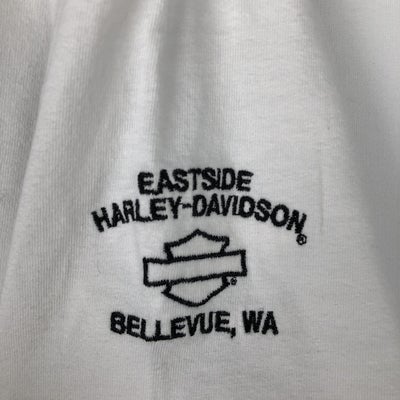 EASTSIDE
HARLEY-DAVIDSON®
®
BELLEVUE, WA